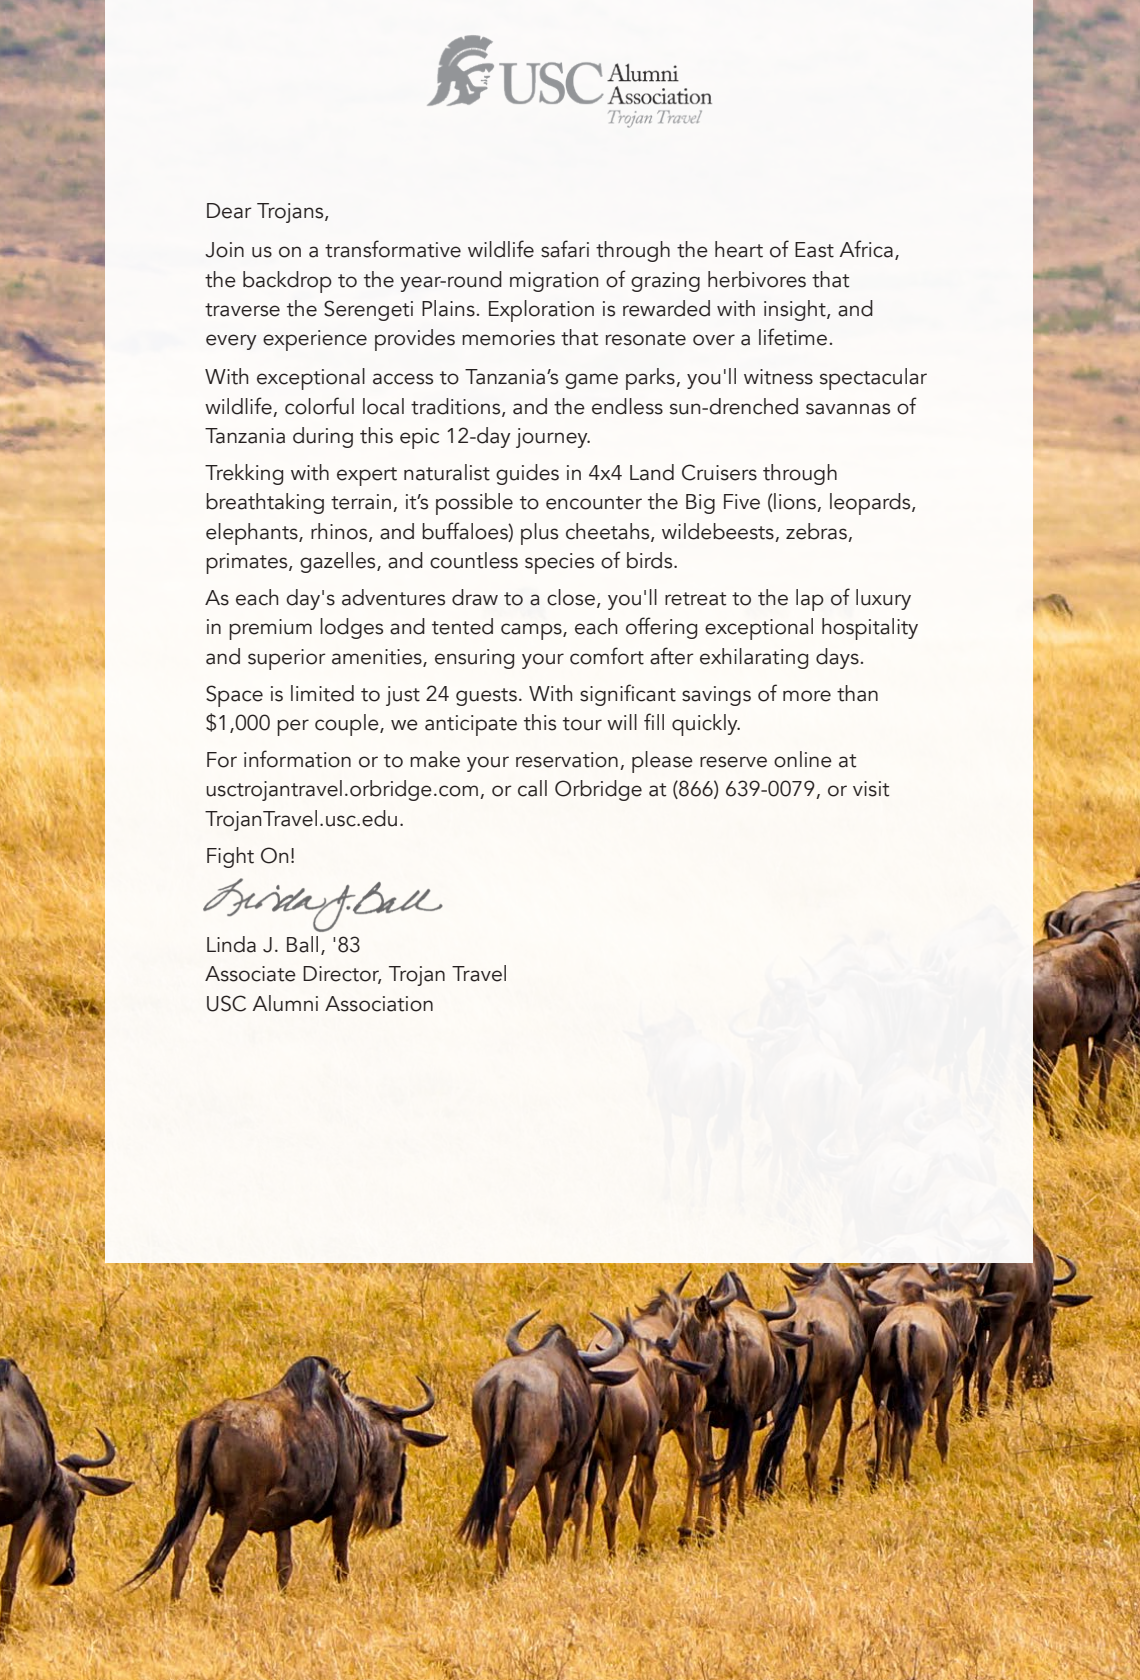 USC Alumni
Association
Trojan Travel
Dear Trojans,
Join us on a transformative wildlife safari through the heart of East Africa,
the backdrop to the year-round migration of grazing herbivores that
traverse the Serengeti Plains. Exploration is rewarded with insight, and
every experience provides memories that resonate over a lifetime.
With exceptional access to Tanzania’s game parks, you'll witness spectacular
wildlife, colorful local traditions, and the endless sun-drenched savannas of
Tanzania during this epic 12-day journey.
Trekking with expert naturalist guides in 4x4 Land Cruisers through
breathtaking terrain, it’s possible to encounter the Big Five (lions, leopards,
elephants, rhinos, and buffaloes) plus cheetahs, wildebeests, zebras,
primates, gazelles, and countless species of birds.
As each day's adventures draw to a close, you'll retreat to the lap of luxury
in premium lodges and tented camps, each offering exceptional hospitality
and superior amenities, ensuring your comfort after exhilarating days.
Space is limited to just 24 guests. With significant savings of more than
$1,000 per couple, we anticipate this tour will fill quickly.
For information or to make your reservation, please reserve online at
usctrojantravel.orbridge.com, or call Orbridge at (866) 639-0079, or visit
TrojanTravel.usc.edu.
Fight On!
Linda J. Ball
Linda J. Ball, '83
Associate Director, Trojan Travel
USC Alumni Association